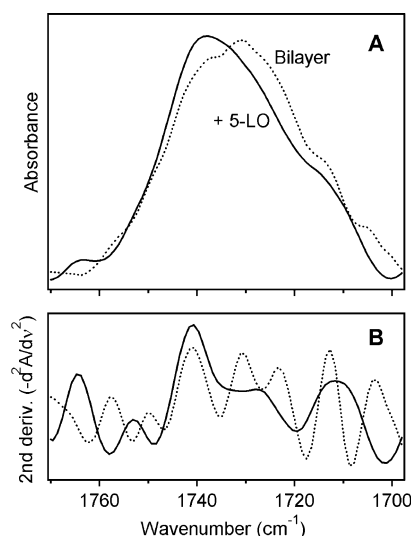 A
Bilayer
+ 5-LO
Absorbance
B
2nd deriv. (-d²A/dν²)
1760 1740 1720 1700
Wavenumber (cm⁻¹)